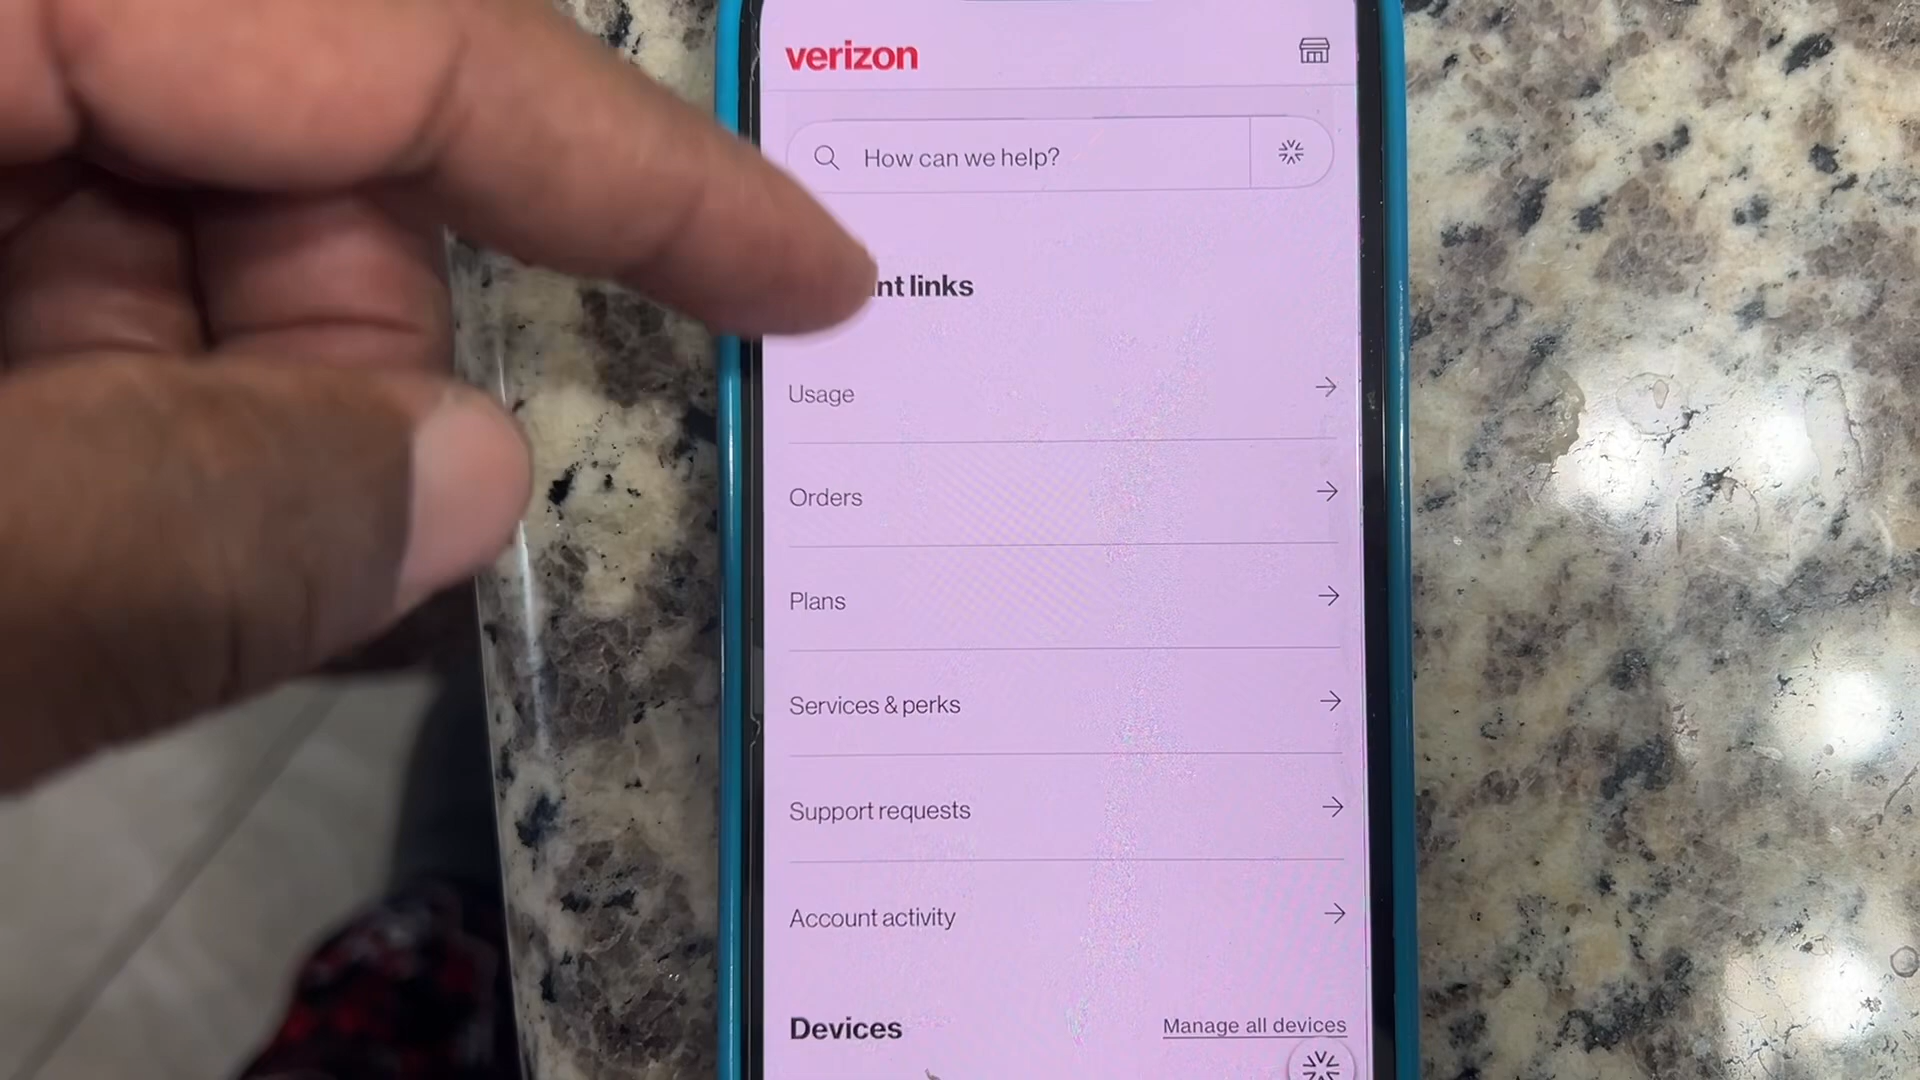 verizon
How can we help?
nt links
Usage
Orders
Plans
Services & perks
Support requests
Account activity
Devices
Manage all devices